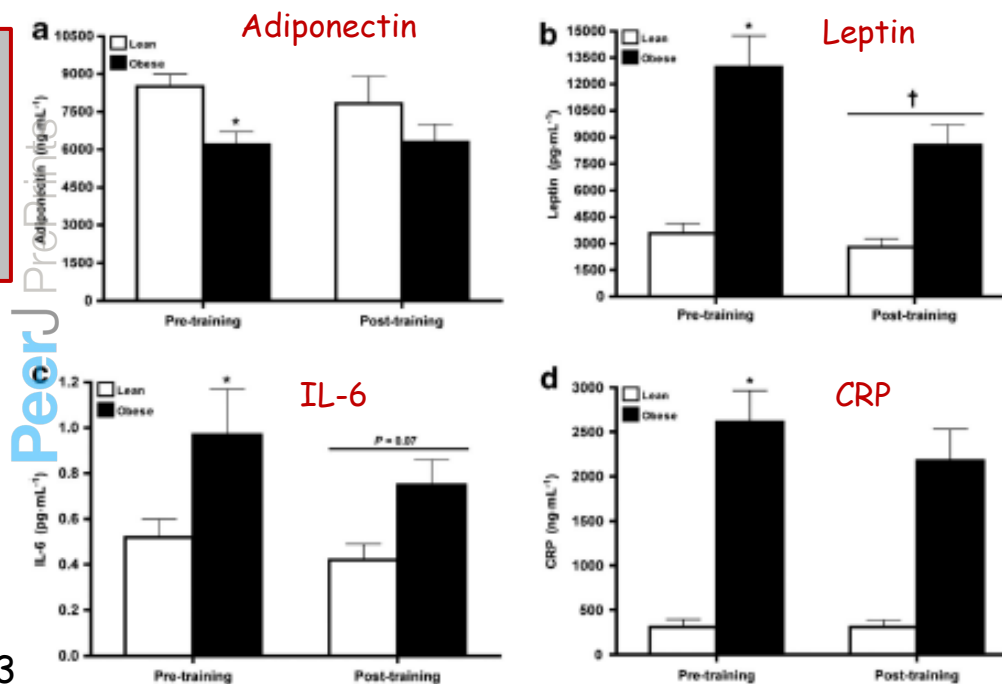 Adiponectin
a
Lean
Obese
10500
9000
7500
6000
4500
3000
1500
0
Adiponectin (ng·mL⁻¹)
*
Pre-training
Post-training
Leptin
b
Lean
Obese
15000
13500
12000
10500
9000
7500
6000
4500
3000
1500
0
Leptin (pg·mL⁻¹)
*
†
Pre-training
Post-training
PeerJ PrePrints
IL-6
c
Lean
Obese
1.2
1.0
0.8
0.6
0.4
0.2
0.0
IL-6 (pg·mL⁻¹)
*
P = 0.07
Pre-training
Post-training
CRP
d
Lean
Obese
3000
2500
2000
1500
1000
500
0
CRP (ng·mL⁻¹)
*
Pre-training
Post-training
3